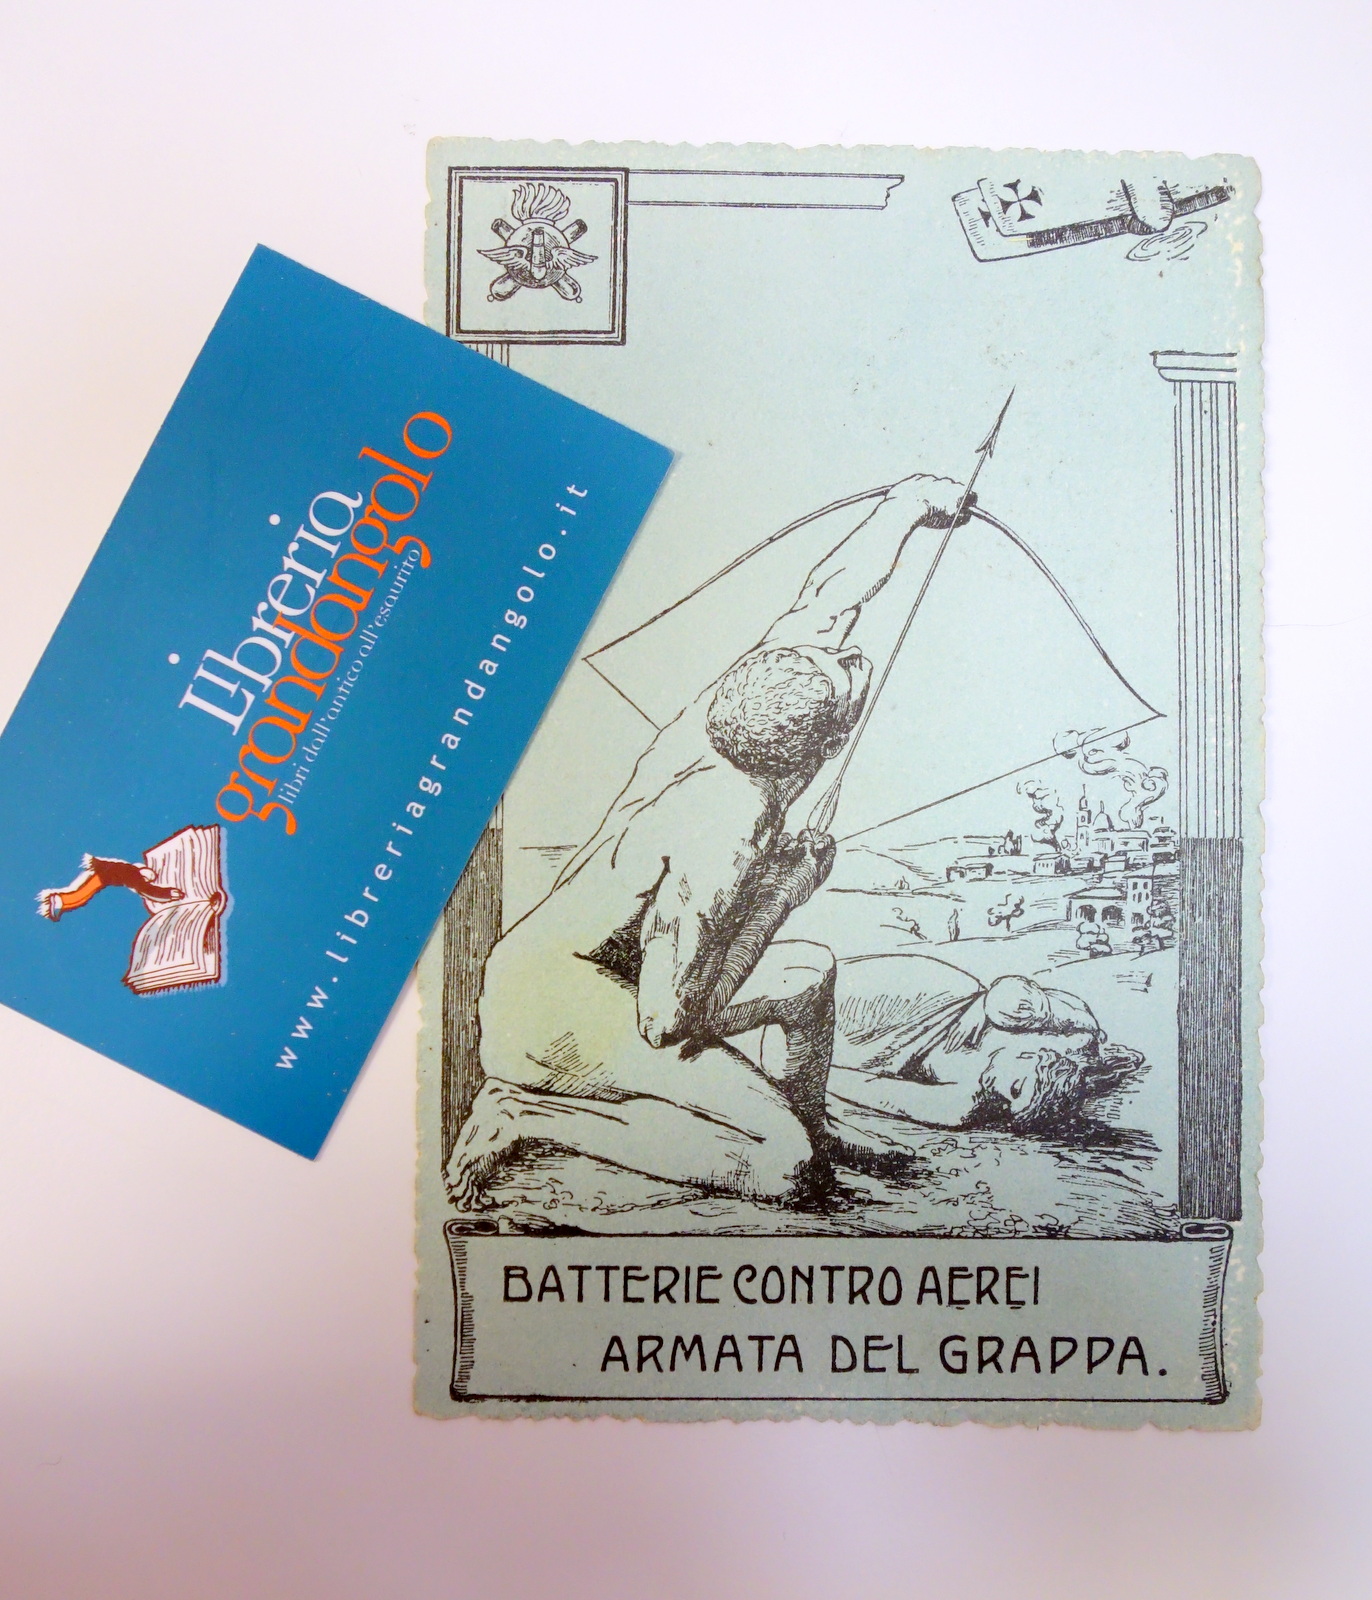 Libreria
grandangolo
libri dall'antico all'esaurito
www.libreriagrandangolo.it
BATTERIE CONTRO AEREI
ARMATA DEL GRAPPA.